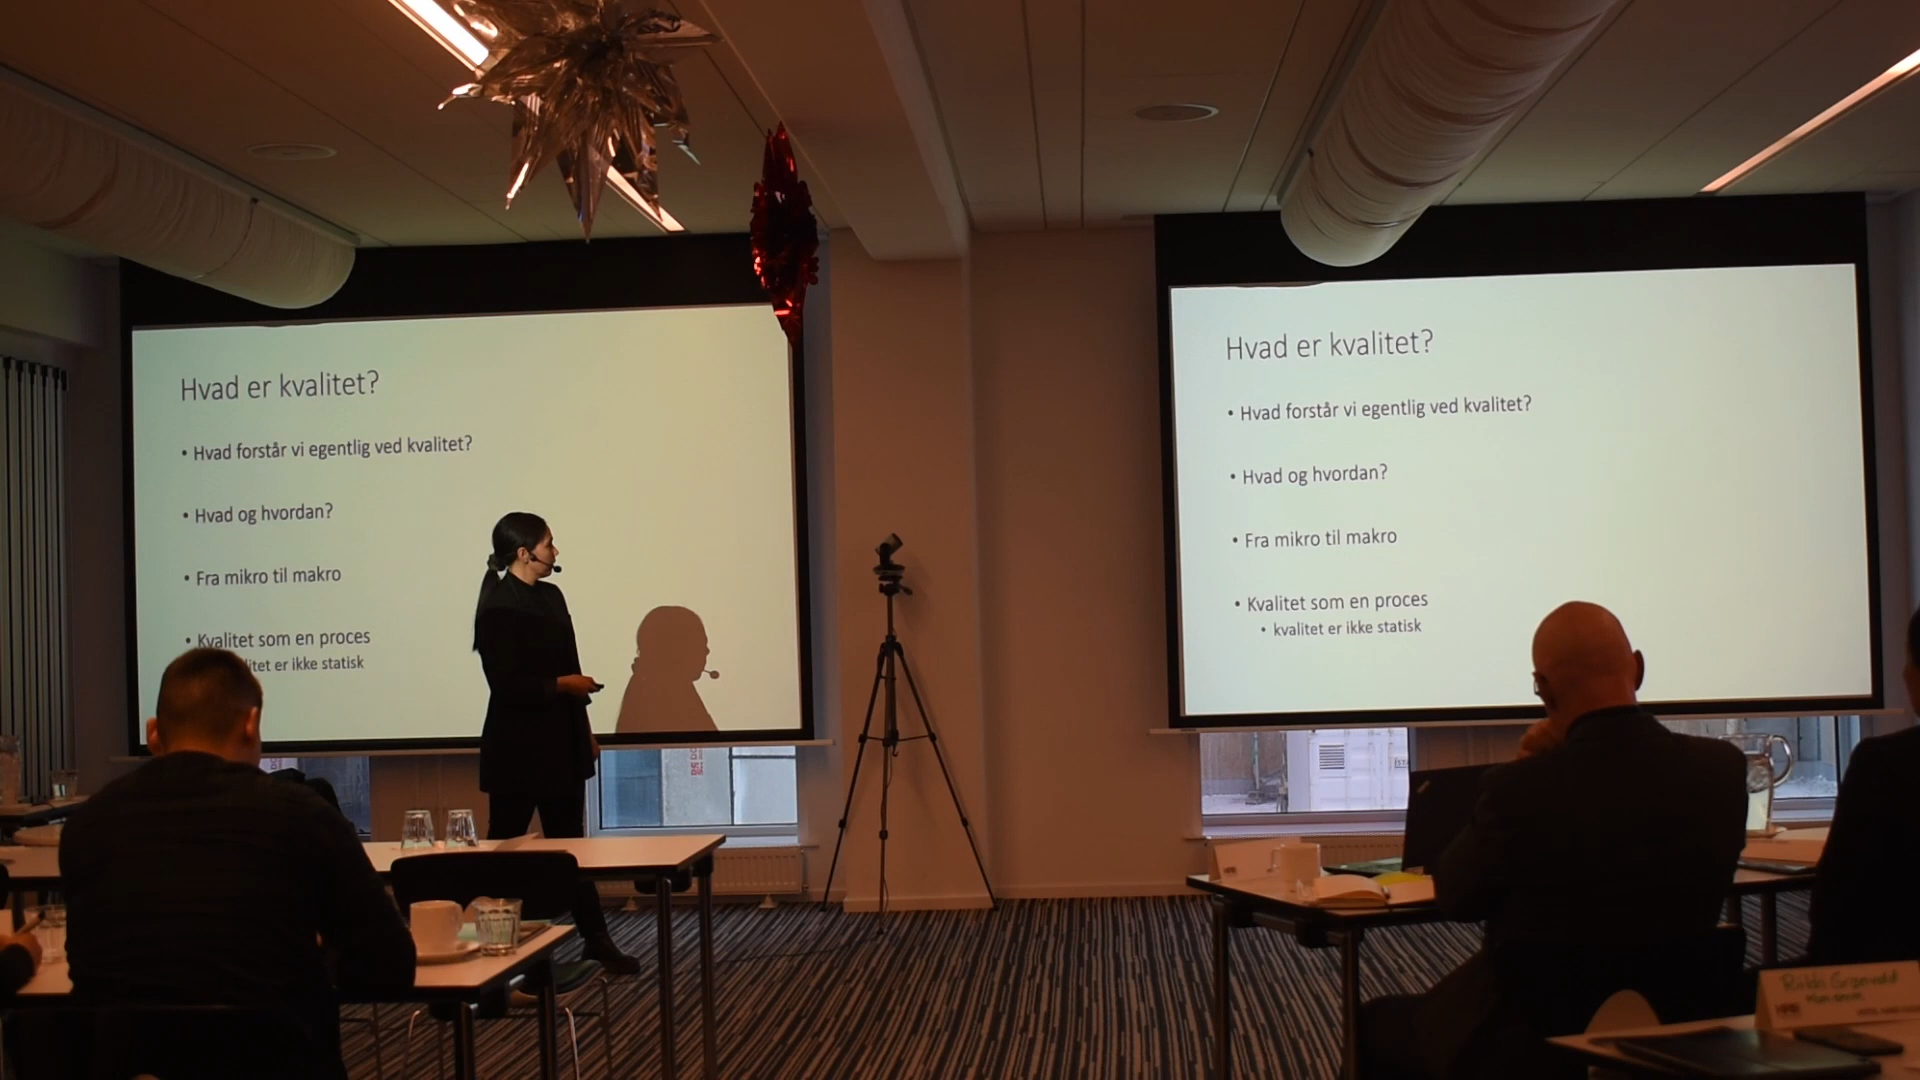 Hvad er kvalitet?
• Hvad forstår vi egentlig ved kvalitet?
• Hvad og hvordan?
• Fra mikro til makro
• Kvalitet som en proces
er ikke statisk
Hvad er kvalitet?
• Hvad forstår vi egentlig ved kvalitet?
• Hvad og hvordan?
• Fra mikro til makro
• Kvalitet som en proces
• kvalitet er ikke statisk